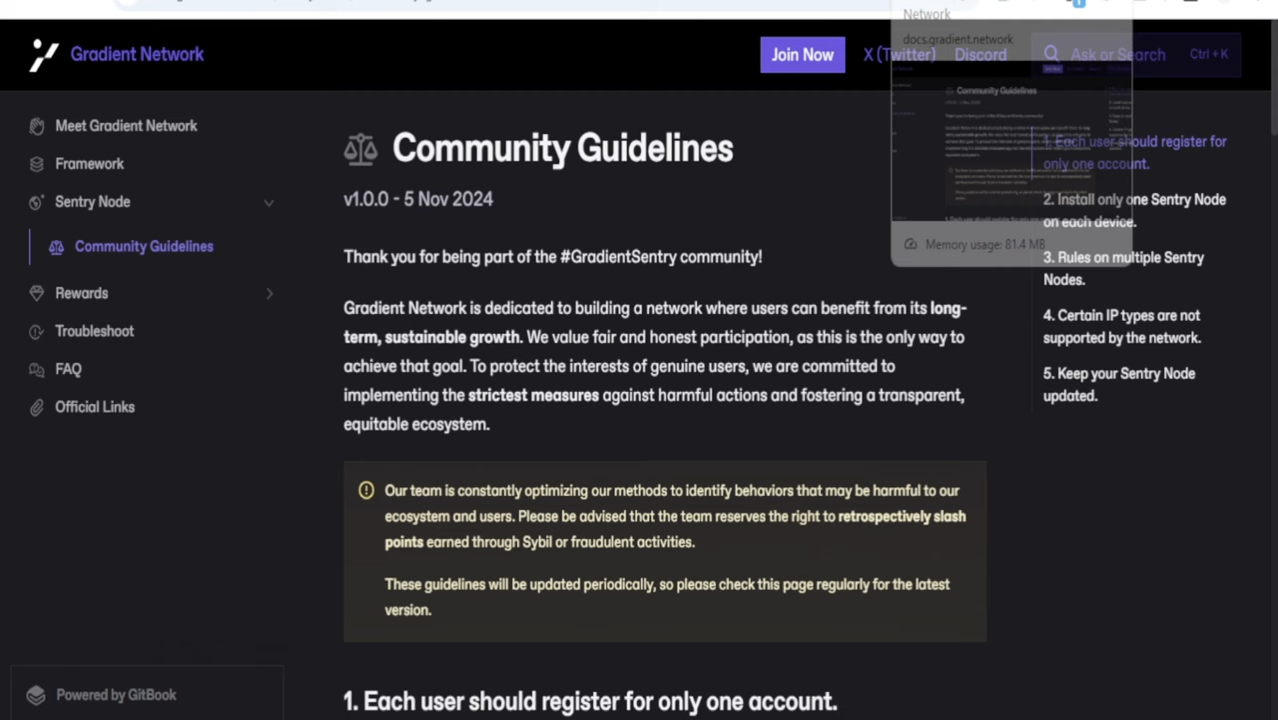 Network
docs.gradient.network
Gradient Network
Join Now
X (Twitter)
Discord
Ask or Search
Ctrl + K
Meet Gradient Network
Framework
Sentry Node
Community Guidelines
Rewards
Troubleshoot
FAQ
Official Links
Powered by GitBook
Community Guidelines
v1.0.0 - 5 Nov 2024
Thank you for being part of the #GradientSentry community!
Gradient Network is dedicated to building a network where users can benefit from its long-
term, sustainable growth. We value fair and honest participation, as this is the only way to
achieve that goal. To protect the interests of genuine users, we are committed to
implementing the strictest measures against harmful actions and fostering a transparent,
equitable ecosystem.
Our team is constantly optimizing our methods to identify behaviors that may be harmful to our
ecosystem and users. Please be advised that the team reserves the right to retrospectively slash
points earned through Sybil or fraudulent activities.
These guidelines will be updated periodically, so please check this page regularly for the latest
version.
1. Each user should register for only one account.
Community Guidelines
Memory usage: 81.4 MB
1. Each user should register for
only one account.
2. Install only one Sentry Node
on each device.
3. Rules on multiple Sentry
Nodes.
4. Certain IP types are not
supported by the network.
5. Keep your Sentry Node
updated.